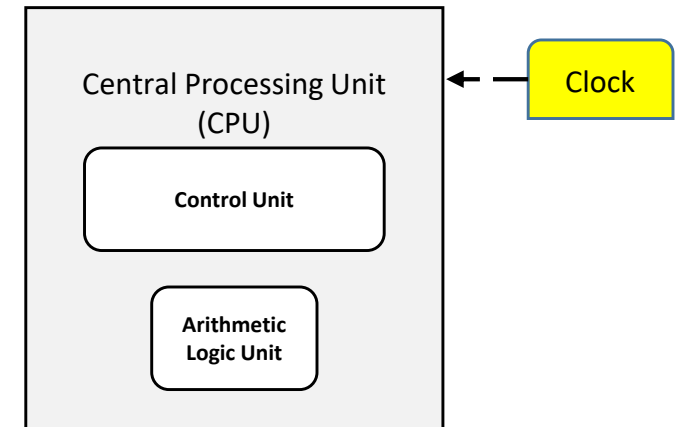 Central Processing Unit
(CPU)
Clock
Control Unit
Arithmetic
Logic Unit